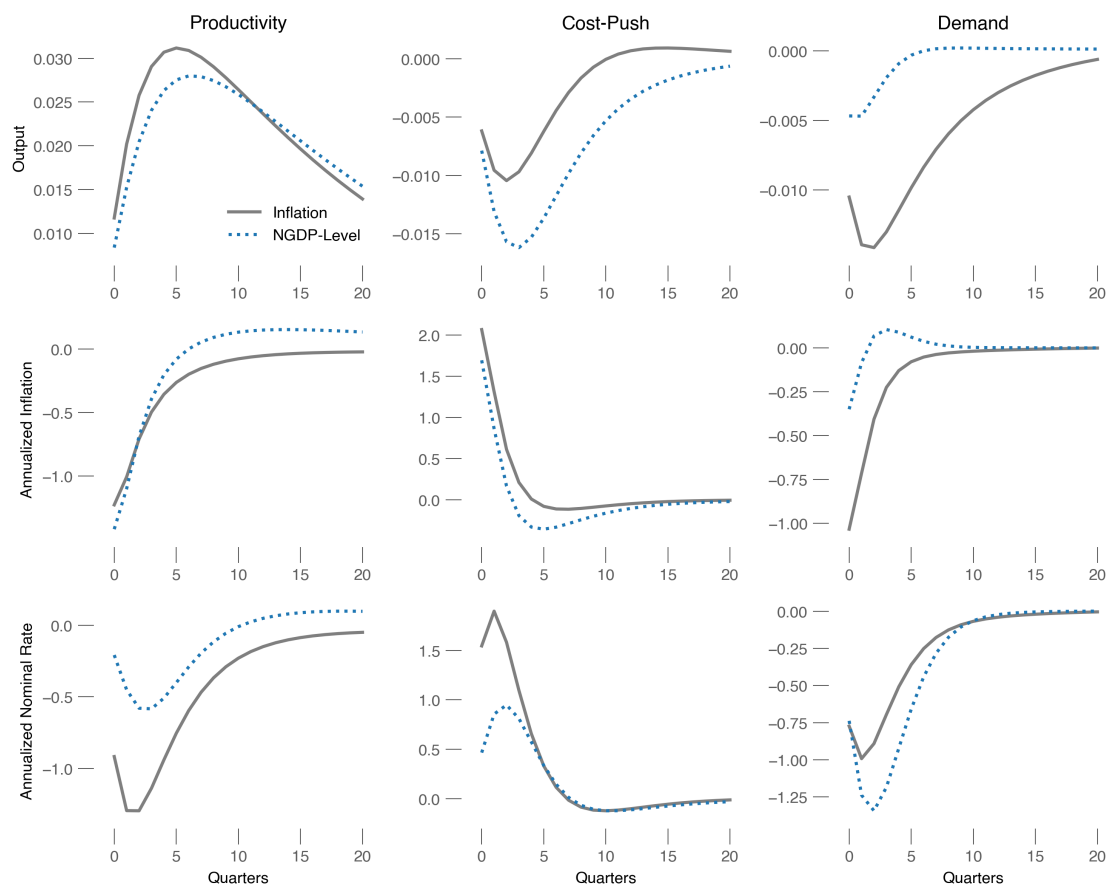 Productivity Cost-Push Demand
Output
0.030
0.025
0.020
0.015
0.010
Inflation
NGDP-Level
0 5 10 15 20
0.000
−0.005
−0.010
−0.015
0 5 10 15 20
0.000
−0.005
−0.010
0 5 10 15 20
Annualized Inflation
0.0
−0.5
−1.0
0 5 10 15 20
2.0
1.5
1.0
0.5
0.0
0 5 10 15 20
0.00
−0.25
−0.50
−0.75
−1.00
0 5 10 15 20
Annualized Nominal Rate
0.0
−0.5
−1.0
0 5 10 15 20
Quarters
1.5
1.0
0.5
0.0
0 5 10 15 20
Quarters
0.00
−0.25
−0.50
−0.75
−1.00
−1.25
0 5 10 15 20
Quarters